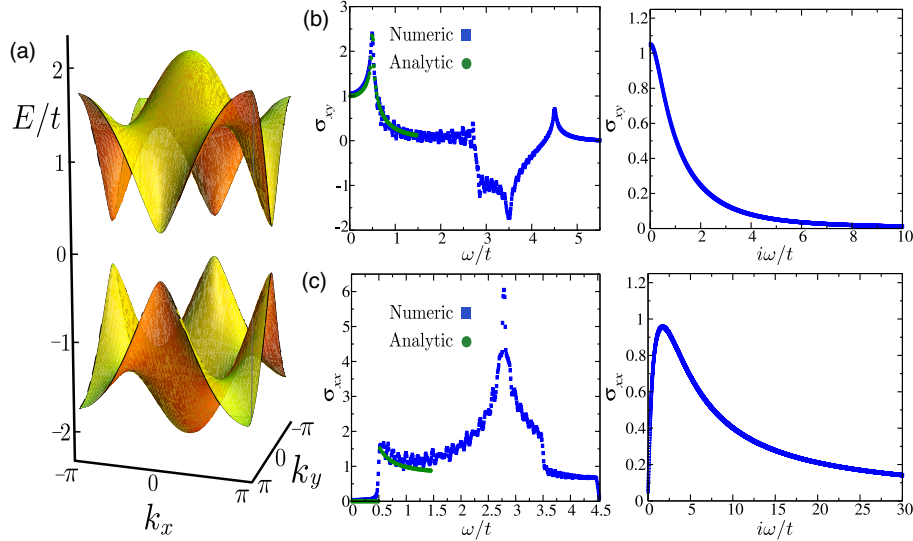 (a)
E/t
2
1
0
−1
−2
−π
0
π
k_x
−π
0
π
k_y
(b)
Numeric
Analytic
σ_xy
2
1
0
−1
−2
0 1 2 3 4 5
ω/t
σ_xy
1.2
1
0.8
0.6
0.4
0.2
0
0 2 4 6 8 10
iω/t
(c)
Numeric
Analytic
σ_xx
6
5
4
3
2
1
0
0 0.5 1 1.5 2 2.5 3 3.5 4 4.5
ω/t
σ_xx
1.2
1
0.8
0.6
0.4
0.2
0
0 5 10 15 20 25 30
iω/t